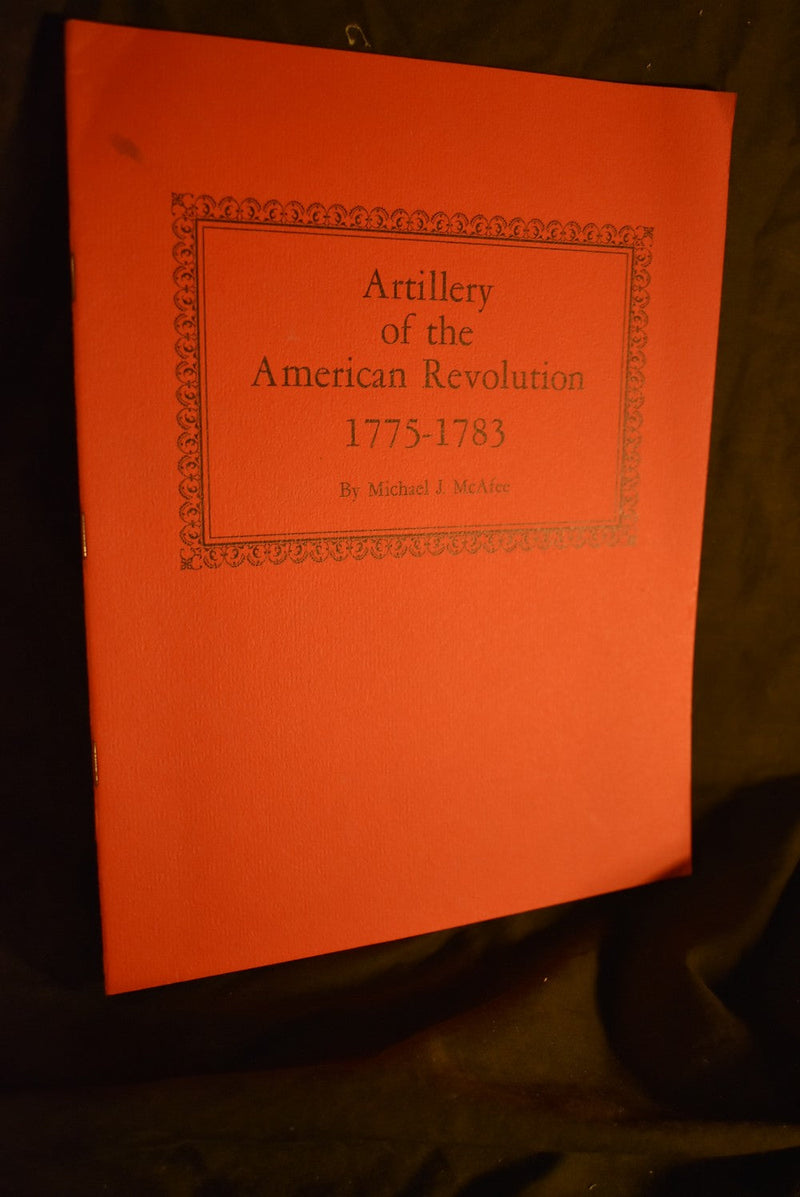 Artillery
of the
American Revolution
1775-1783
By Michael J. McAfee